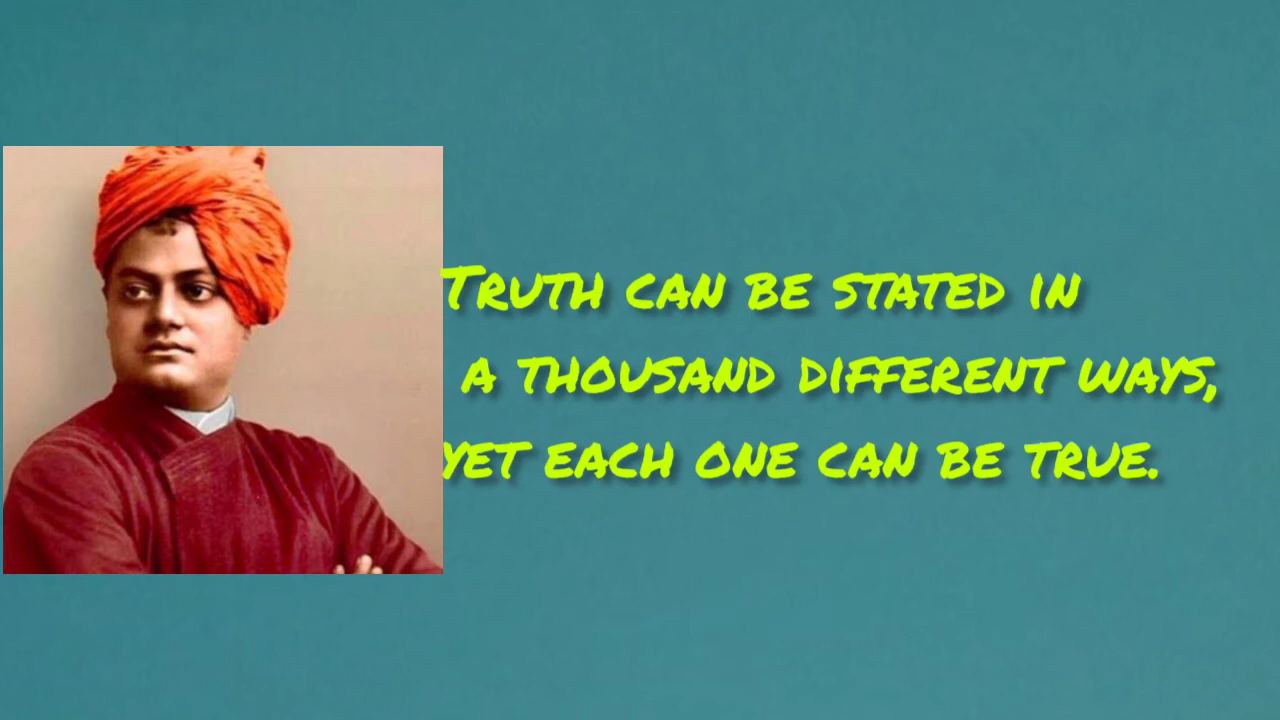 Truth can be stated in
a thousand different ways,
yet each one can be true.